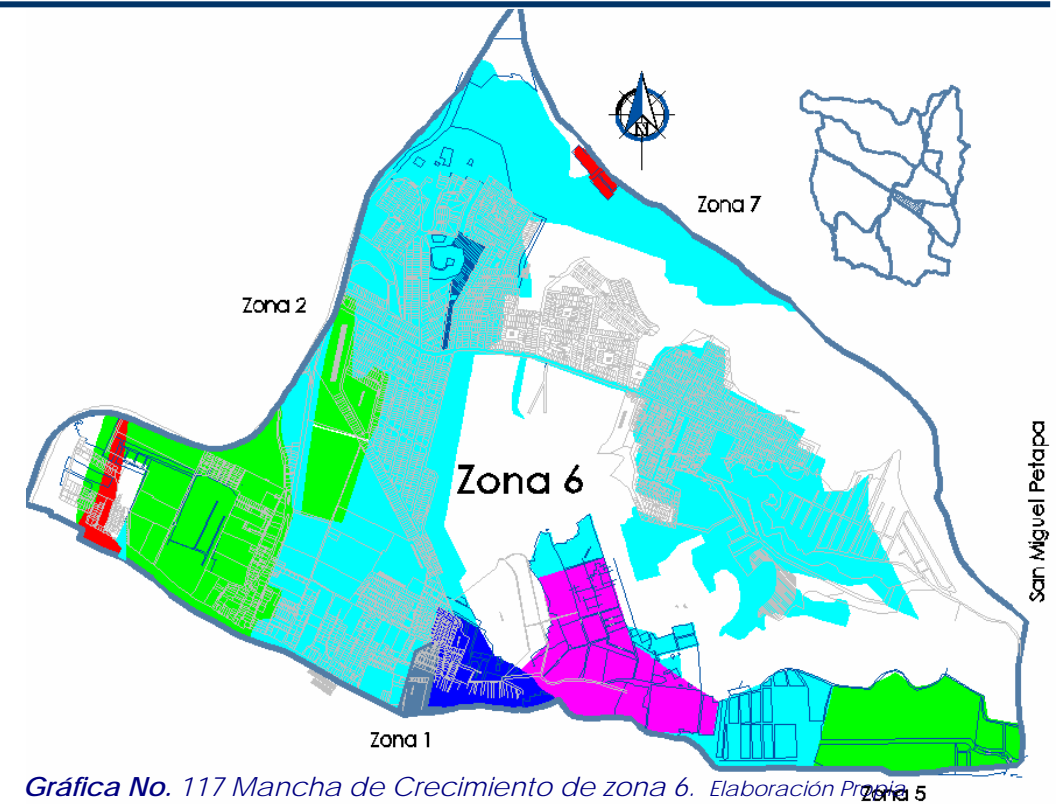 N
Zona 7
Zona 2
Zona 6
San Miguel Petapa
Zona 1
Gráfica No. 117 Mancha de Crecimiento de zona 6. Elaboración Propia
Zona 5